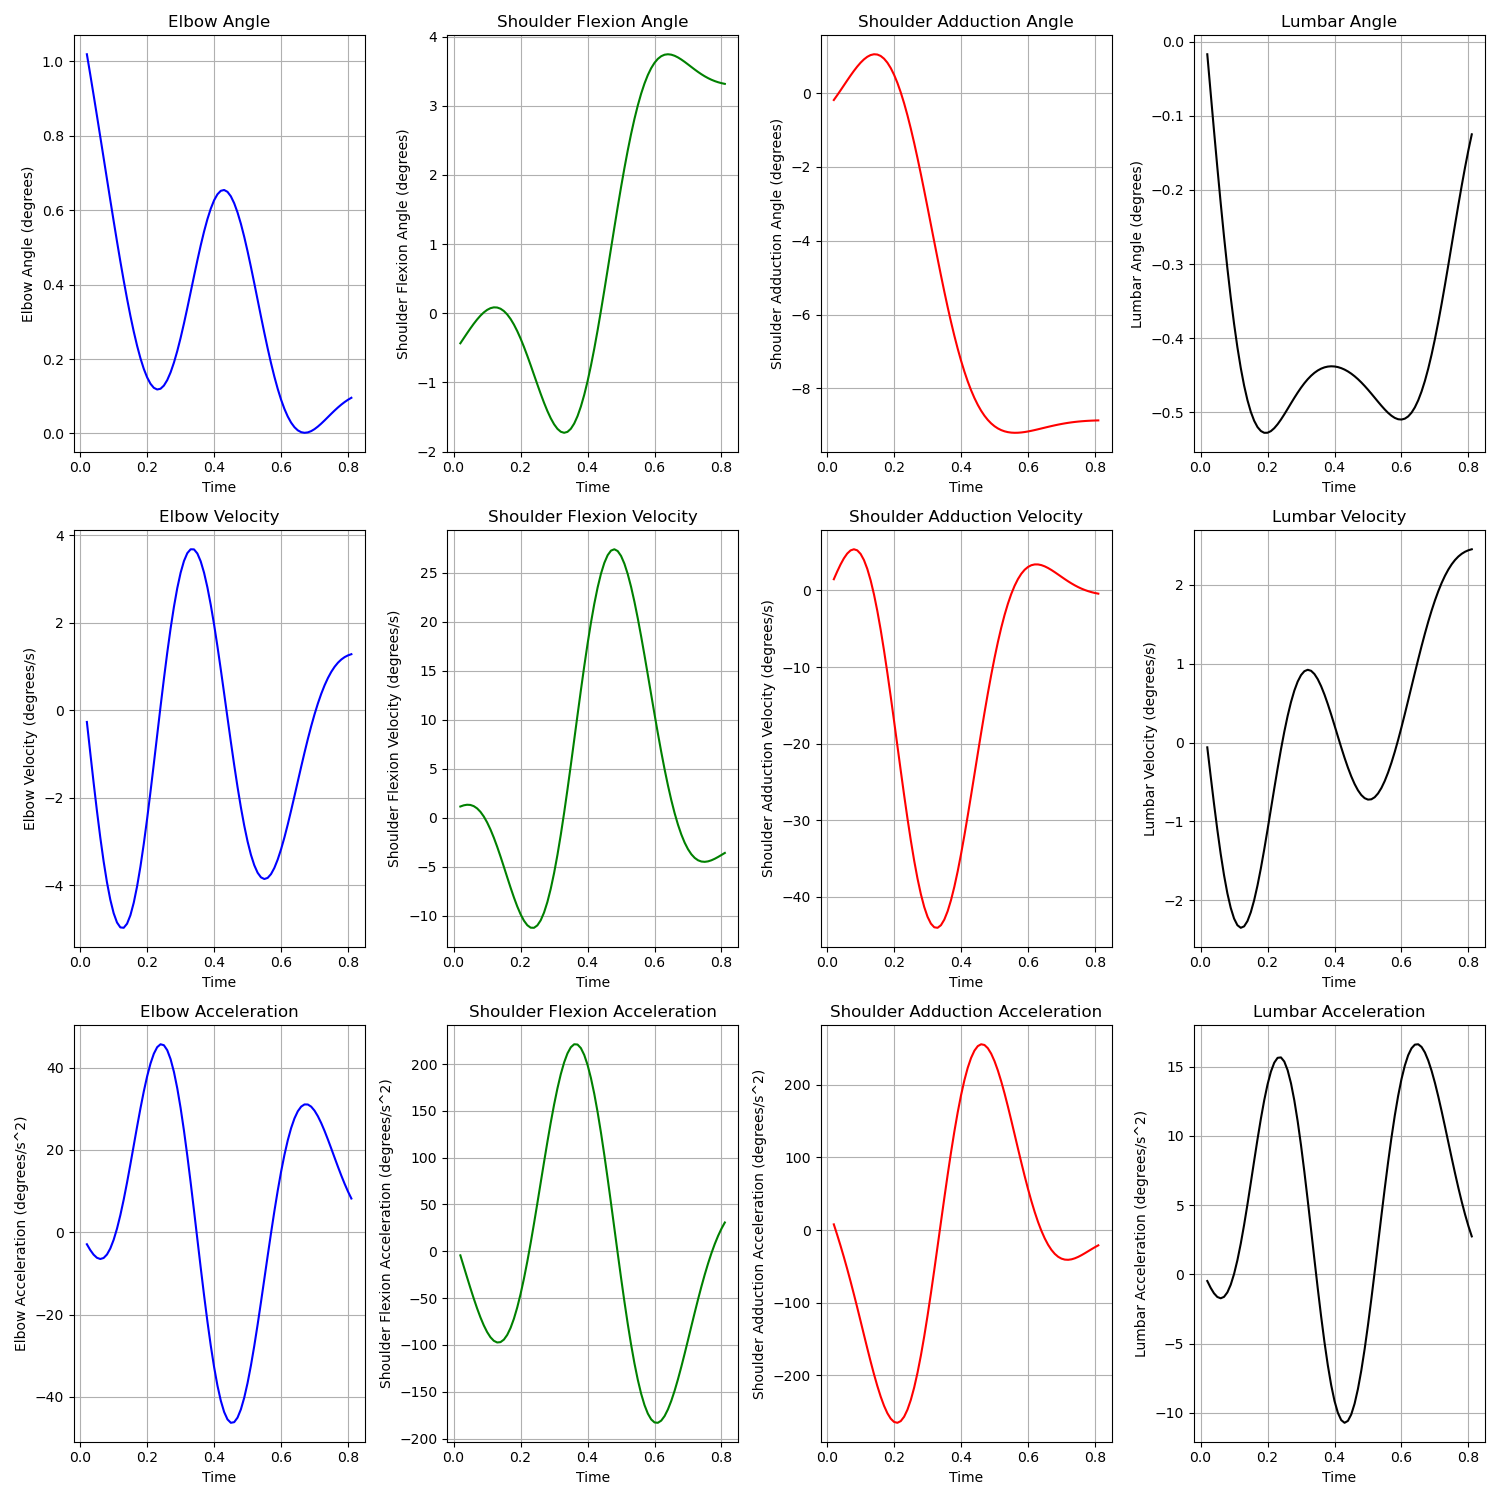 Elbow Angle
Elbow Angle (degrees)
1.0
0.8
0.6
0.4
0.2
0.0
0.0 0.2 0.4 0.6 0.8
Time
Shoulder Flexion Angle
Shoulder Flexion Angle (degrees)
4
3
2
1
0
−1
−2
0.0 0.2 0.4 0.6 0.8
Time
Shoulder Adduction Angle
Shoulder Adduction Angle (degrees)
0
−2
−4
−6
−8
0.0 0.2 0.4 0.6 0.8
Time
Lumbar Angle
Lumbar Angle (degrees)
0.0
−0.1
−0.2
−0.3
−0.4
−0.5
0.0 0.2 0.4 0.6 0.8
Time
Elbow Velocity
Elbow Velocity (degrees/s)
4
2
0
−2
−4
0.0 0.2 0.4 0.6 0.8
Time
Shoulder Flexion Velocity
Shoulder Flexion Velocity (degrees/s)
25
20
15
10
5
0
−5
−10
0.0 0.2 0.4 0.6 0.8
Time
Shoulder Adduction Velocity
Shoulder Adduction Velocity (degrees/s)
0
−10
−20
−30
−40
0.0 0.2 0.4 0.6 0.8
Time
Lumbar Velocity
Lumbar Velocity (degrees/s)
2
1
0
−1
−2
0.0 0.2 0.4 0.6 0.8
Time
Elbow Acceleration
Elbow Acceleration (degrees/s^2)
40
20
0
−20
−40
0.0 0.2 0.4 0.6 0.8
Time
Shoulder Flexion Acceleration
Shoulder Flexion Acceleration (degrees/s^2)
200
150
100
50
0
−50
−100
−150
−200
0.0 0.2 0.4 0.6 0.8
Time
Shoulder Adduction Acceleration
Shoulder Adduction Acceleration (degrees/s^2)
200
100
0
−100
−200
0.0 0.2 0.4 0.6 0.8
Time
Lumbar Acceleration
Lumbar Acceleration (degrees/s^2)
15
10
5
0
−5
−10
0.0 0.2 0.4 0.6 0.8
Time